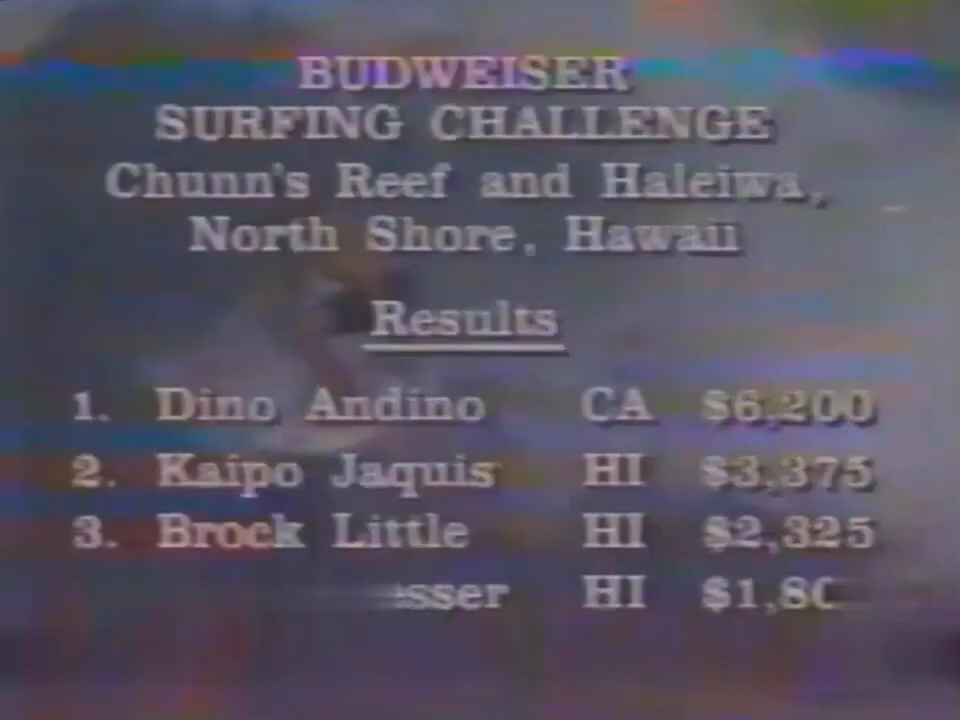 BUDWEISER
SURFING CHALLENGE
Chunn's Reef and Haleiwa,
North Shore, Hawaii
Results
1. Dino Andino CA $6,200
2. Kaipo Jaquis HI $3,375
3. Brock Little HI $2,325
HI